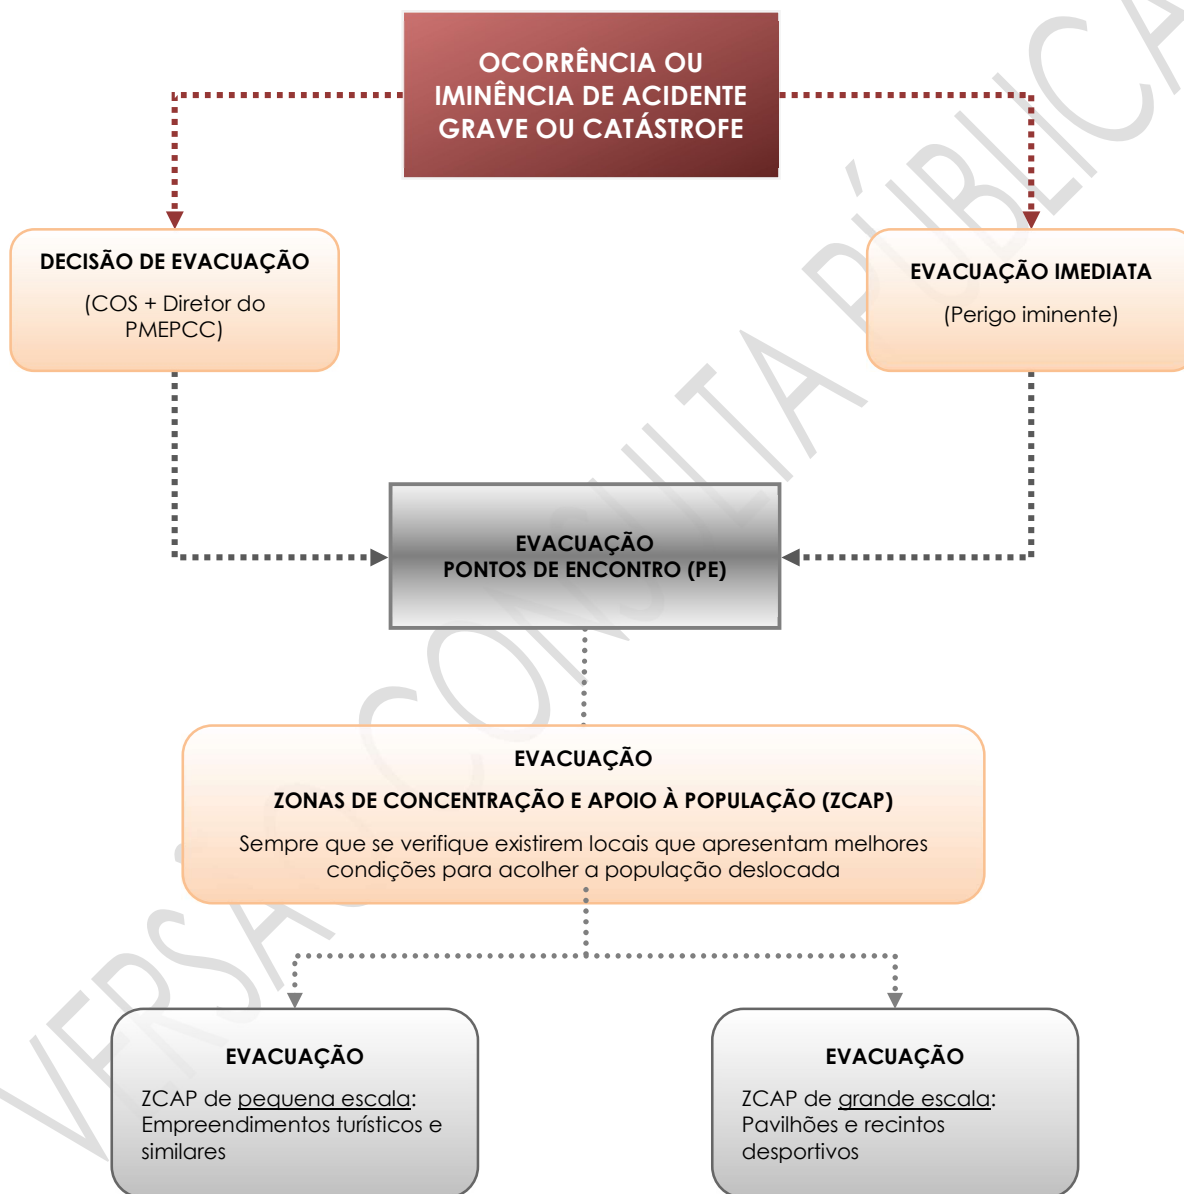 OCORRÊNCIA OU
IMINÊNCIA DE ACIDENTE
GRAVE OU CATÁSTROFE
DECISÃO DE EVACUAÇÃO
(COS + Diretor do
PMEPCC)
EVACUAÇÃO IMEDIATA
(Perigo iminente)
EVACUAÇÃO
PONTOS DE ENCONTRO (PE)
EVACUAÇÃO
ZONAS DE CONCENTRAÇÃO E APOIO À POPULAÇÃO (ZCAP)
Sempre que se verifique existirem locais que apresentam melhores
condições para acolher a população deslocada
EVACUAÇÃO
ZCAP de pequena escala:
Empreendimentos turísticos e
similares
EVACUAÇÃO
ZCAP de grande escala:
Pavilhões e recintos
desportivos
VERSÃO CONSULTA PÚBLICA